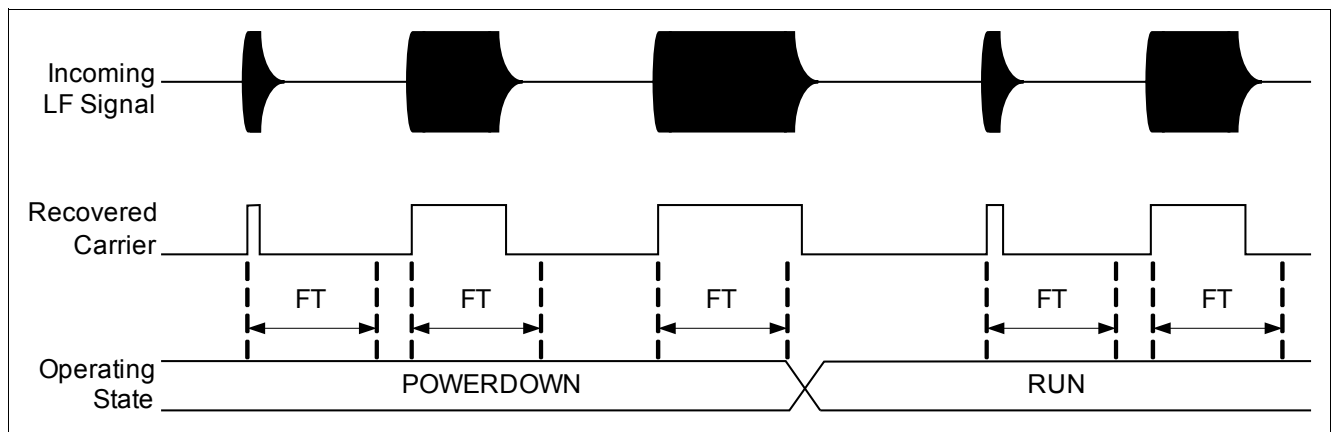 Incoming
LF Signal
Recovered
Carrier
FT
FT
FT
FT
FT
Operating
State
POWERDOWN
RUN